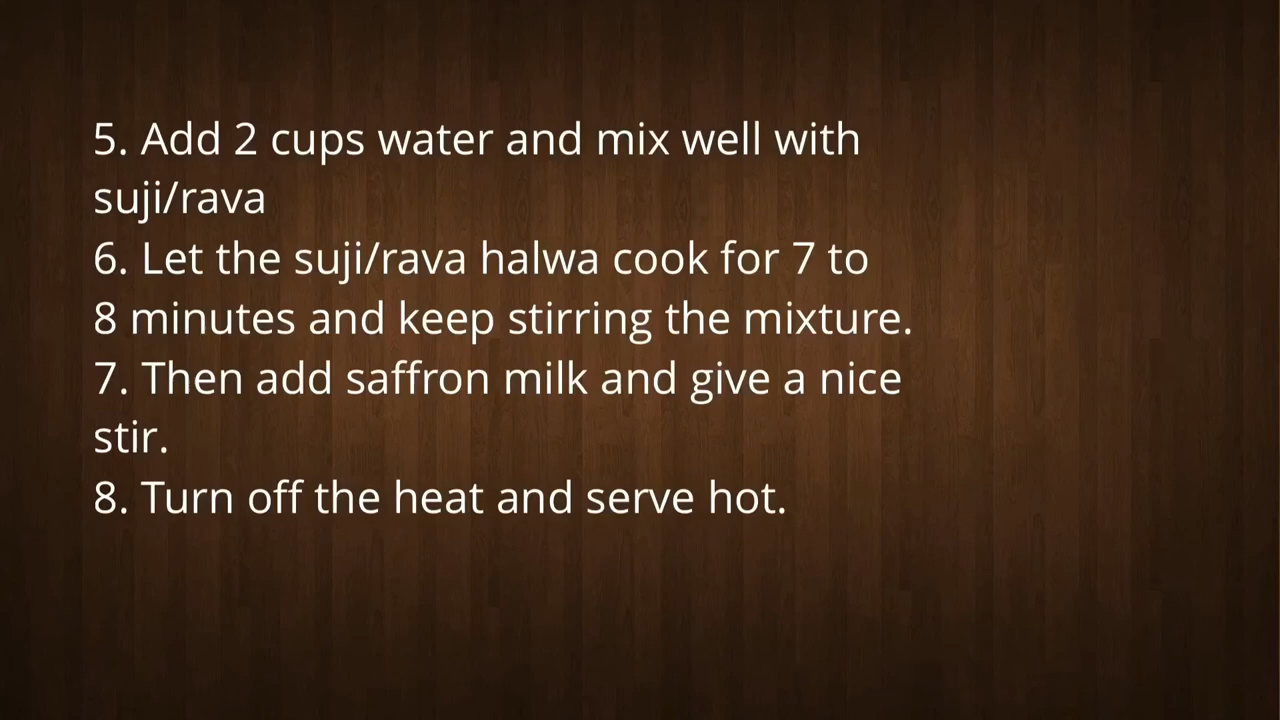 5. Add 2 cups water and mix well with
suji/rava
6. Let the suji/rava halwa cook for 7 to
8 minutes and keep stirring the mixture.
7. Then add saffron milk and give a nice
stir.
8. Turn off the heat and serve hot.